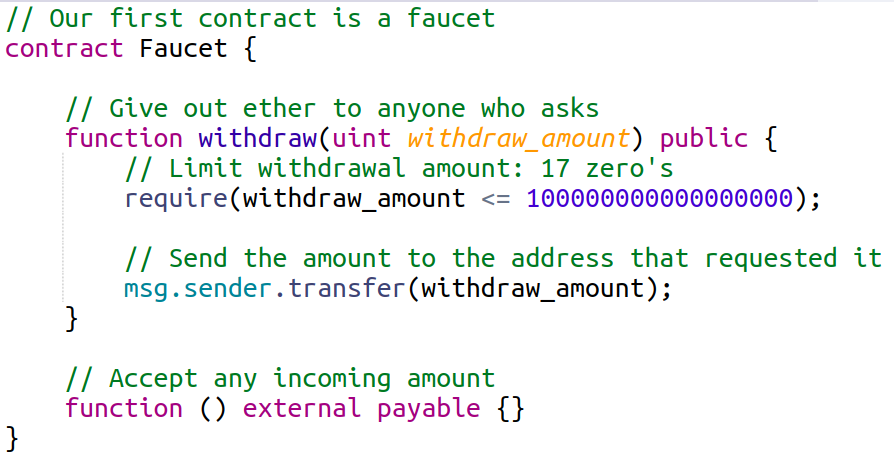 // Our first contract is a faucet
contract Faucet {
// Give out ether to anyone who asks
function withdraw(uint withdraw_amount) public {
// Limit withdrawal amount: 17 zero's
require(withdraw_amount <= 100000000000000000);
// Send the amount to the address that requested it
msg.sender.transfer(withdraw_amount);
}
// Accept any incoming amount
function () external payable {}
}